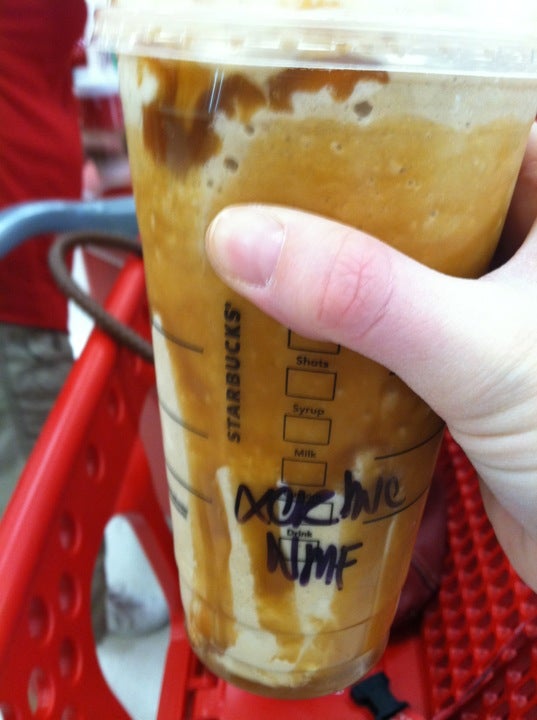 STARBUCKS
Shots
Syrup
Milk
Drink
NMF